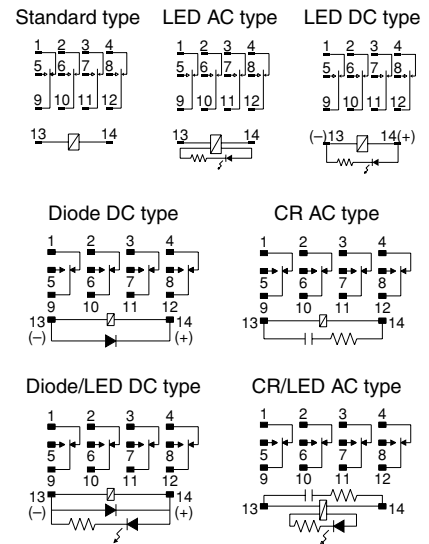 Standard type LED AC type LED DC type
1 2 3 4 1 2 3 4 1 2 3 4
5 6 7 8 5 6 7 8 5 6 7 8
9 10 11 12 9 10 11 12 9 10 11 12
13 14 13 14 (–)13 14(+)
Diode DC type CR AC type
1 2 3 4 1 2 3 4
5 6 7 8 5 6 7 8
9 10 11 12 9 10 11 12
13 14 13 14
(–) (+)
Diode/LED DC type CR/LED AC type
1 2 3 4 1 2 3 4
5 6 7 8 5 6 7 8
9 10 11 12 9 10 11 12
13 14 13 14
(–) (+)